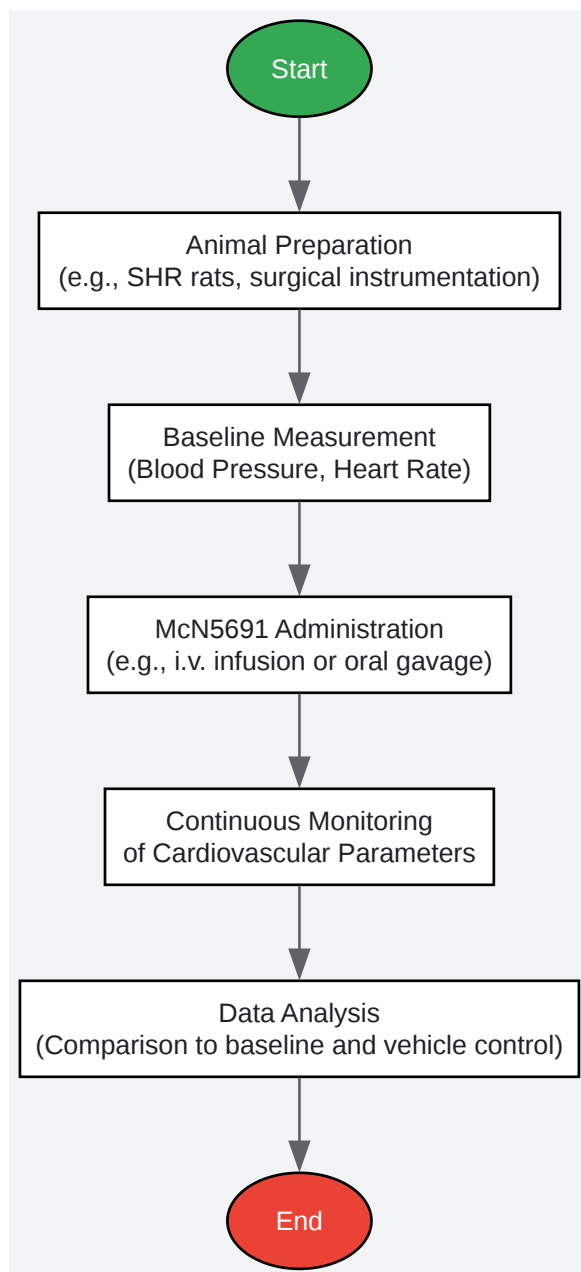 Start
Animal Preparation
(e.g., SHR rats, surgical instrumentation)
Baseline Measurement
(Blood Pressure, Heart Rate)
McN5691 Administration
(e.g., i.v. infusion or oral gavage)
Continuous Monitoring
of Cardiovascular Parameters
Data Analysis
(Comparison to baseline and vehicle control)
End